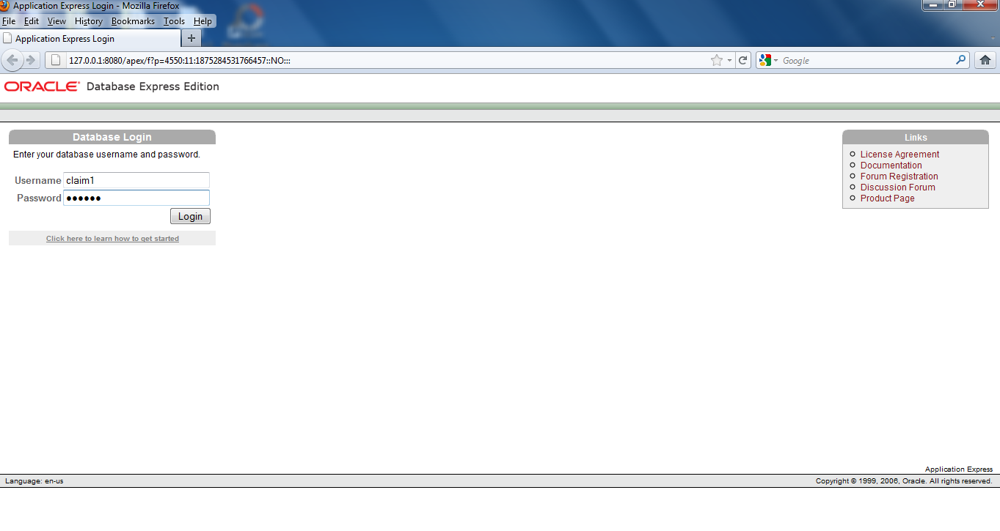 Application Express Login - Mozilla Firefox
File Edit View History Bookmarks Tools Help
Application Express Login +
127.0.0.1:8080/apex/f?p=4550:11:1875284531766457::NO::: Google
ORACLE Database Express Edition
Database Login
Enter your database username and password.
Username claim1
Password ••••••
Login
Click here to learn how to get started
Links
License Agreement
Documentation
Forum Registration
Discussion Forum
Product Page
Application Express
Language: en-us Copyright © 1999, 2006, Oracle. All rights reserved.